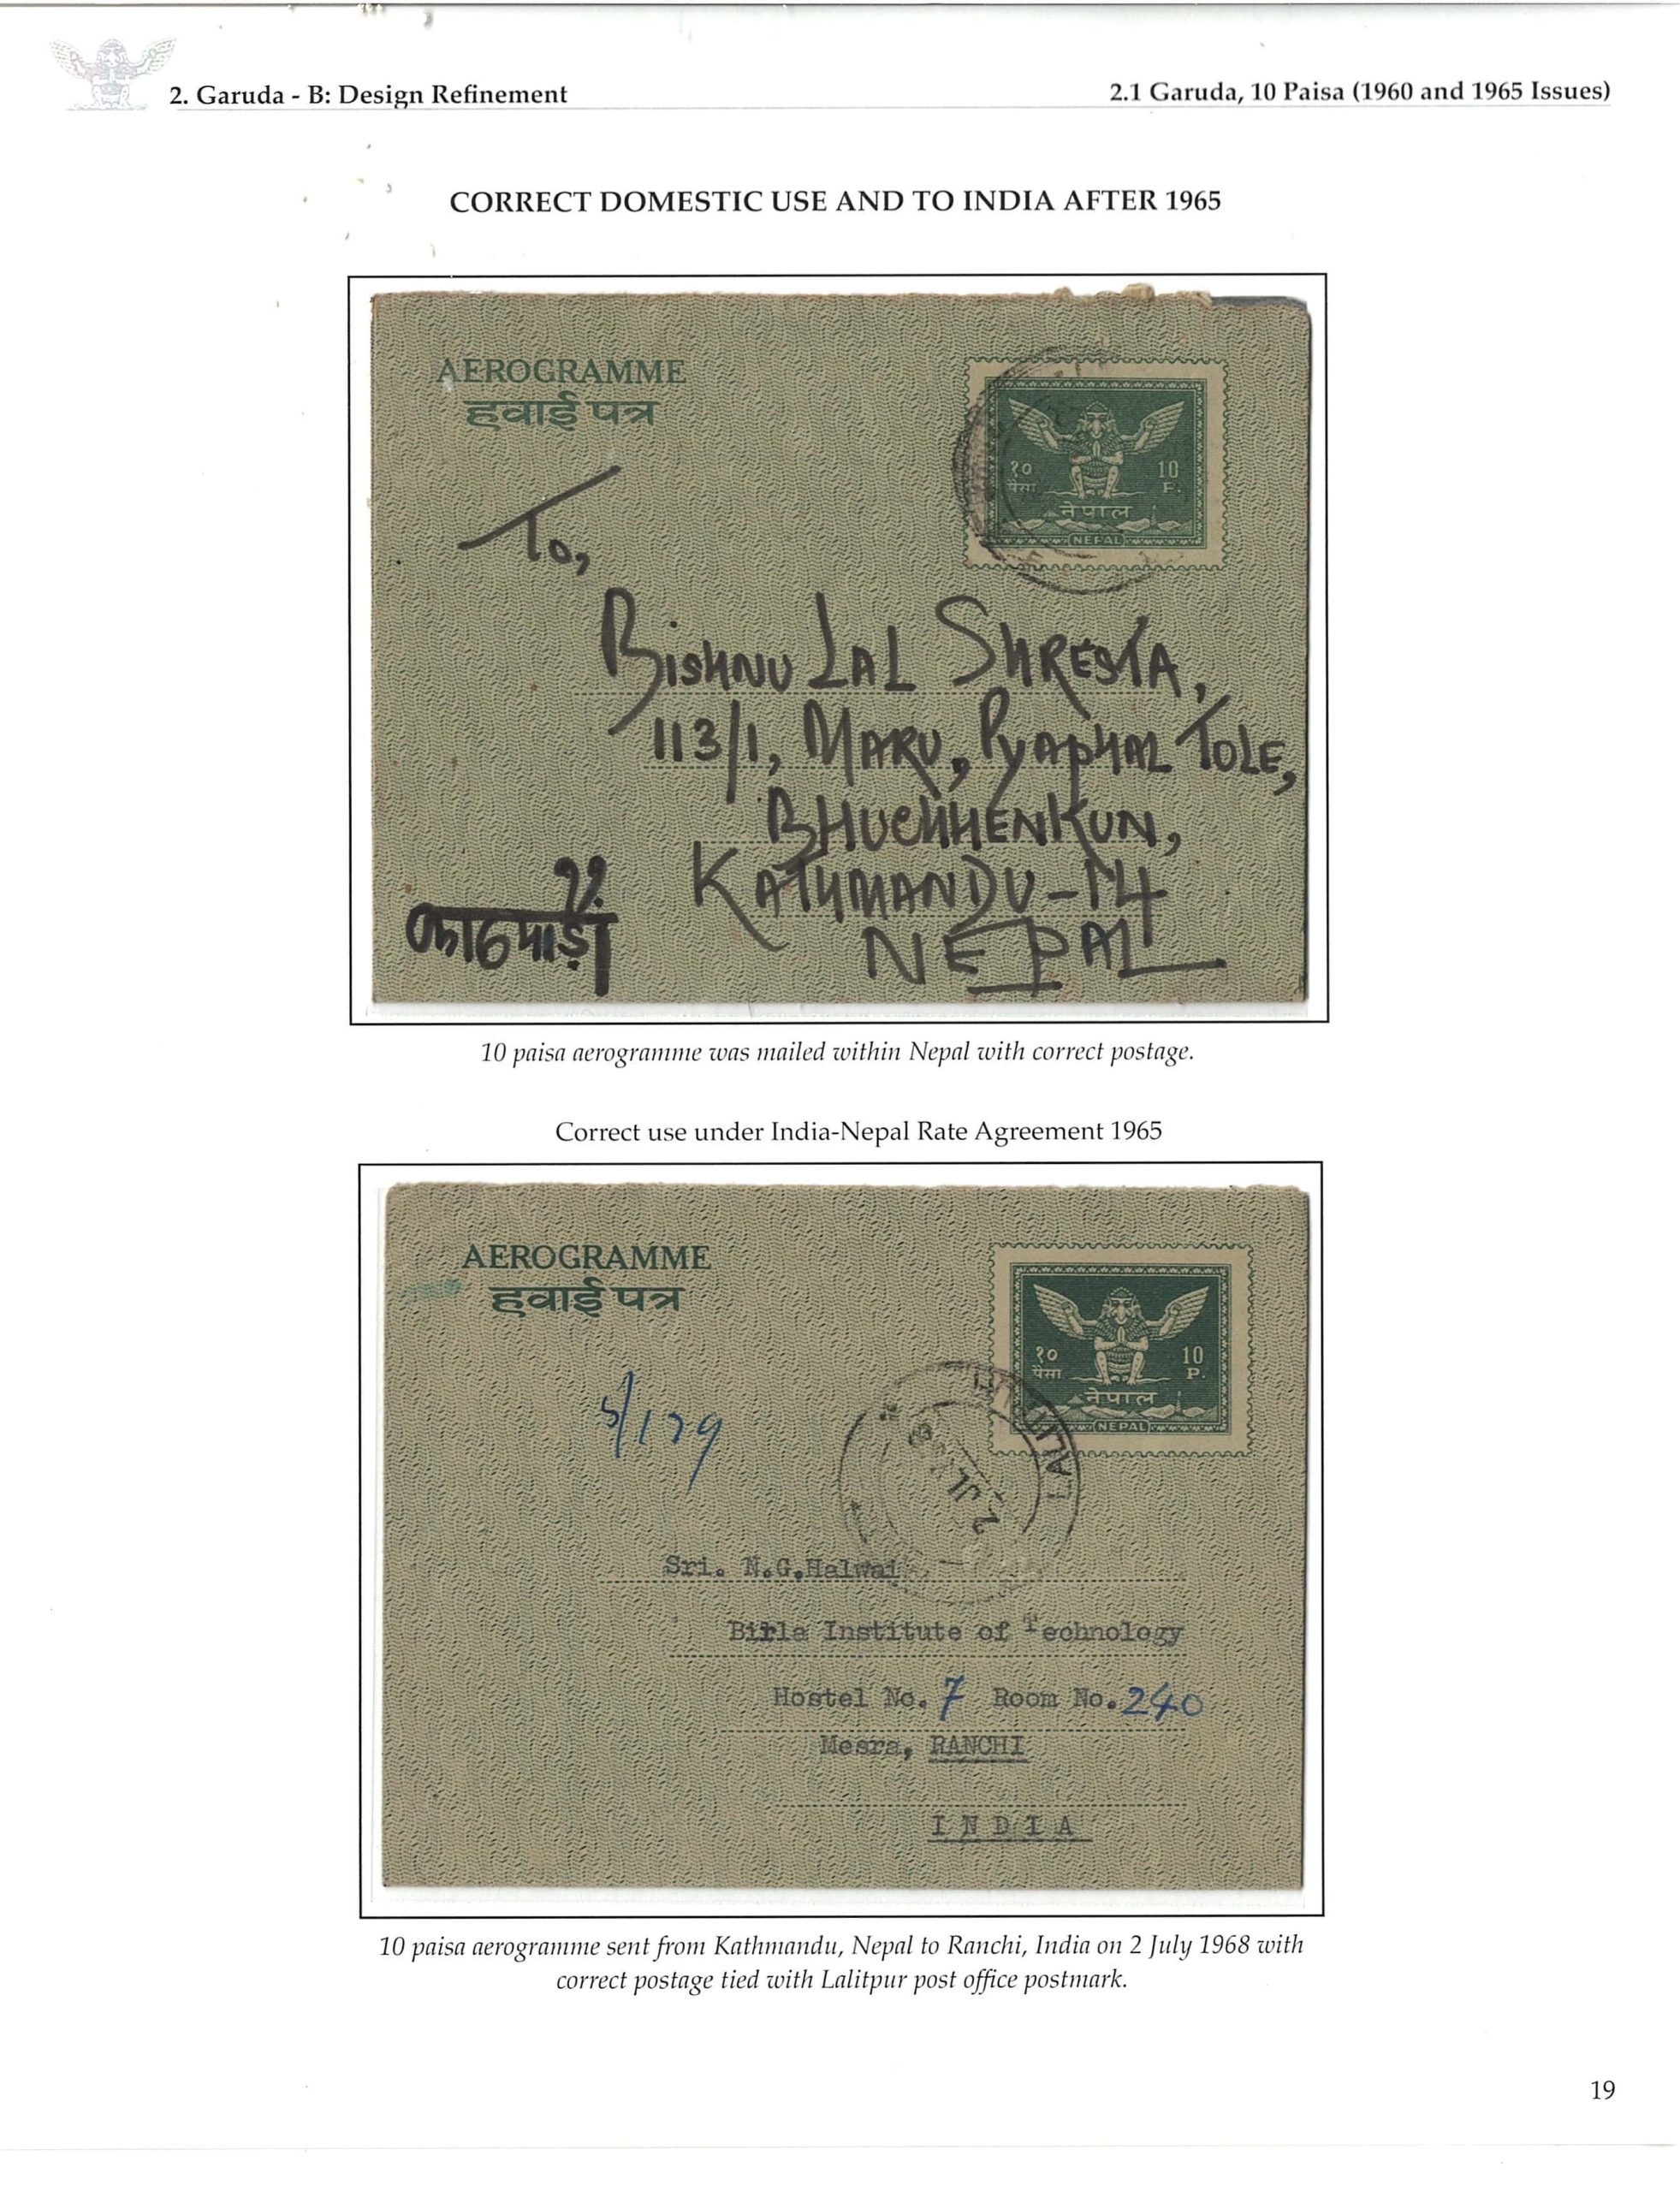 2. Garuda - B: Design Refinement
2.1 Garuda, 10 Paisa (1960 and 1965 Issues)
CORRECT DOMESTIC USE AND TO INDIA AFTER 1965
AEROGRAMME
हवाई पत्र
१० 10
पैसा P.
नेपाल
NEPAL
To,
BISHNU LAL SHRESTA,
113/1, MARU, PYAPHAL TOLE,
BHUCHHENKUN,
KATHMANDU-
NEPAL
काठमाडौं
10 paisa aerogramme was mailed within Nepal with correct postage.
Correct use under India-Nepal Rate Agreement 1965
AEROGRAMME
हवाई पत्र
१० 10
पैसा P.
नेपाल
NEPAL
2 JL
Sri. N.G.Halwai
Birla Institute of Technology
Hostel No. 7 Room No. 240
Mesra, RANCHI
INDIA
10 paisa aerogramme sent from Kathmandu, Nepal to Ranchi, India on 2 July 1968 with
correct postage tied with Lalitpur post office postmark.
19